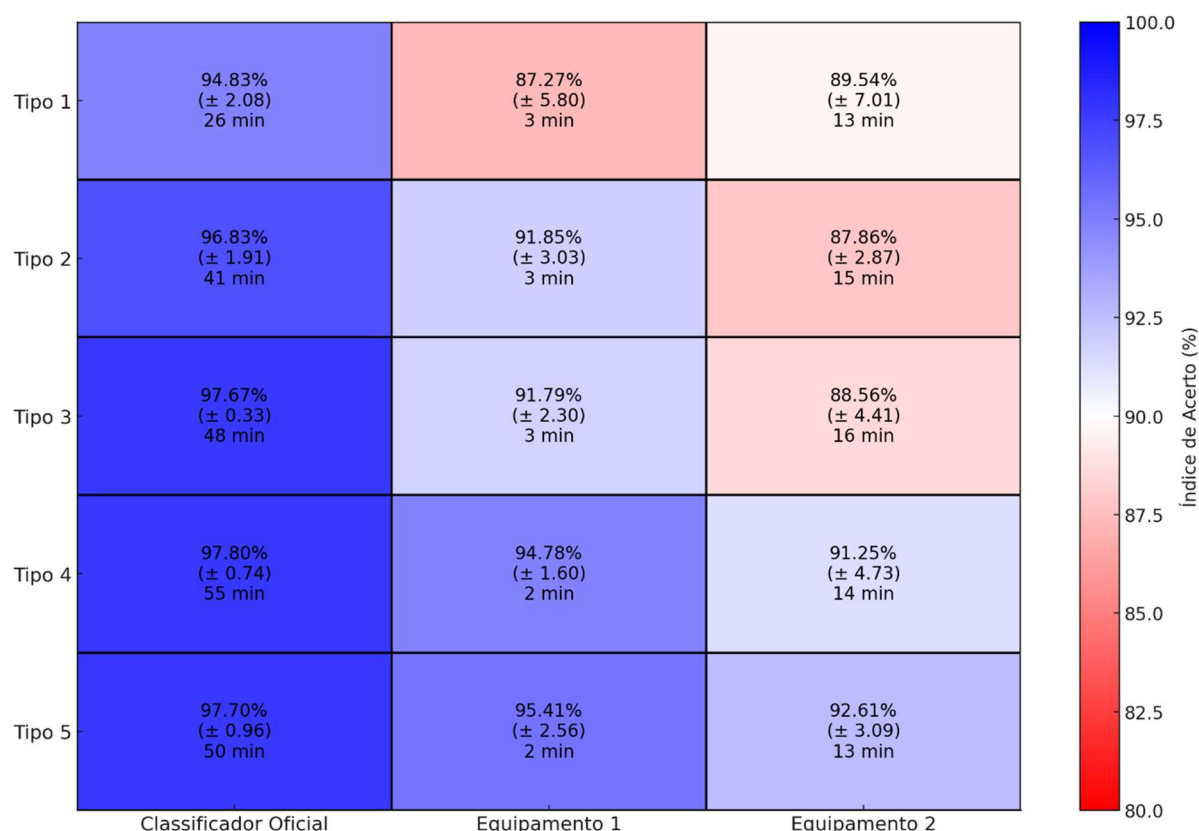 Tipo 1
94.83%
(± 2.08)
26 min
87.27%
(± 5.80)
3 min
89.54%
(± 7.01)
13 min
Tipo 2
96.83%
(± 1.91)
41 min
91.85%
(± 3.03)
3 min
87.86%
(± 2.87)
15 min
Tipo 3
97.67%
(± 0.33)
48 min
91.79%
(± 2.30)
3 min
88.56%
(± 4.41)
16 min
Tipo 4
97.80%
(± 0.74)
55 min
94.78%
(± 1.60)
2 min
91.25%
(± 4.73)
14 min
Tipo 5
97.70%
(± 0.96)
50 min
95.41%
(± 2.56)
2 min
92.61%
(± 3.09)
13 min
Classificador Oficial
Equipamento 1
Equipamento 2
100.0
97.5
95.0
92.5
90.0
87.5
85.0
82.5
80.0
Índice de Acerto (%)